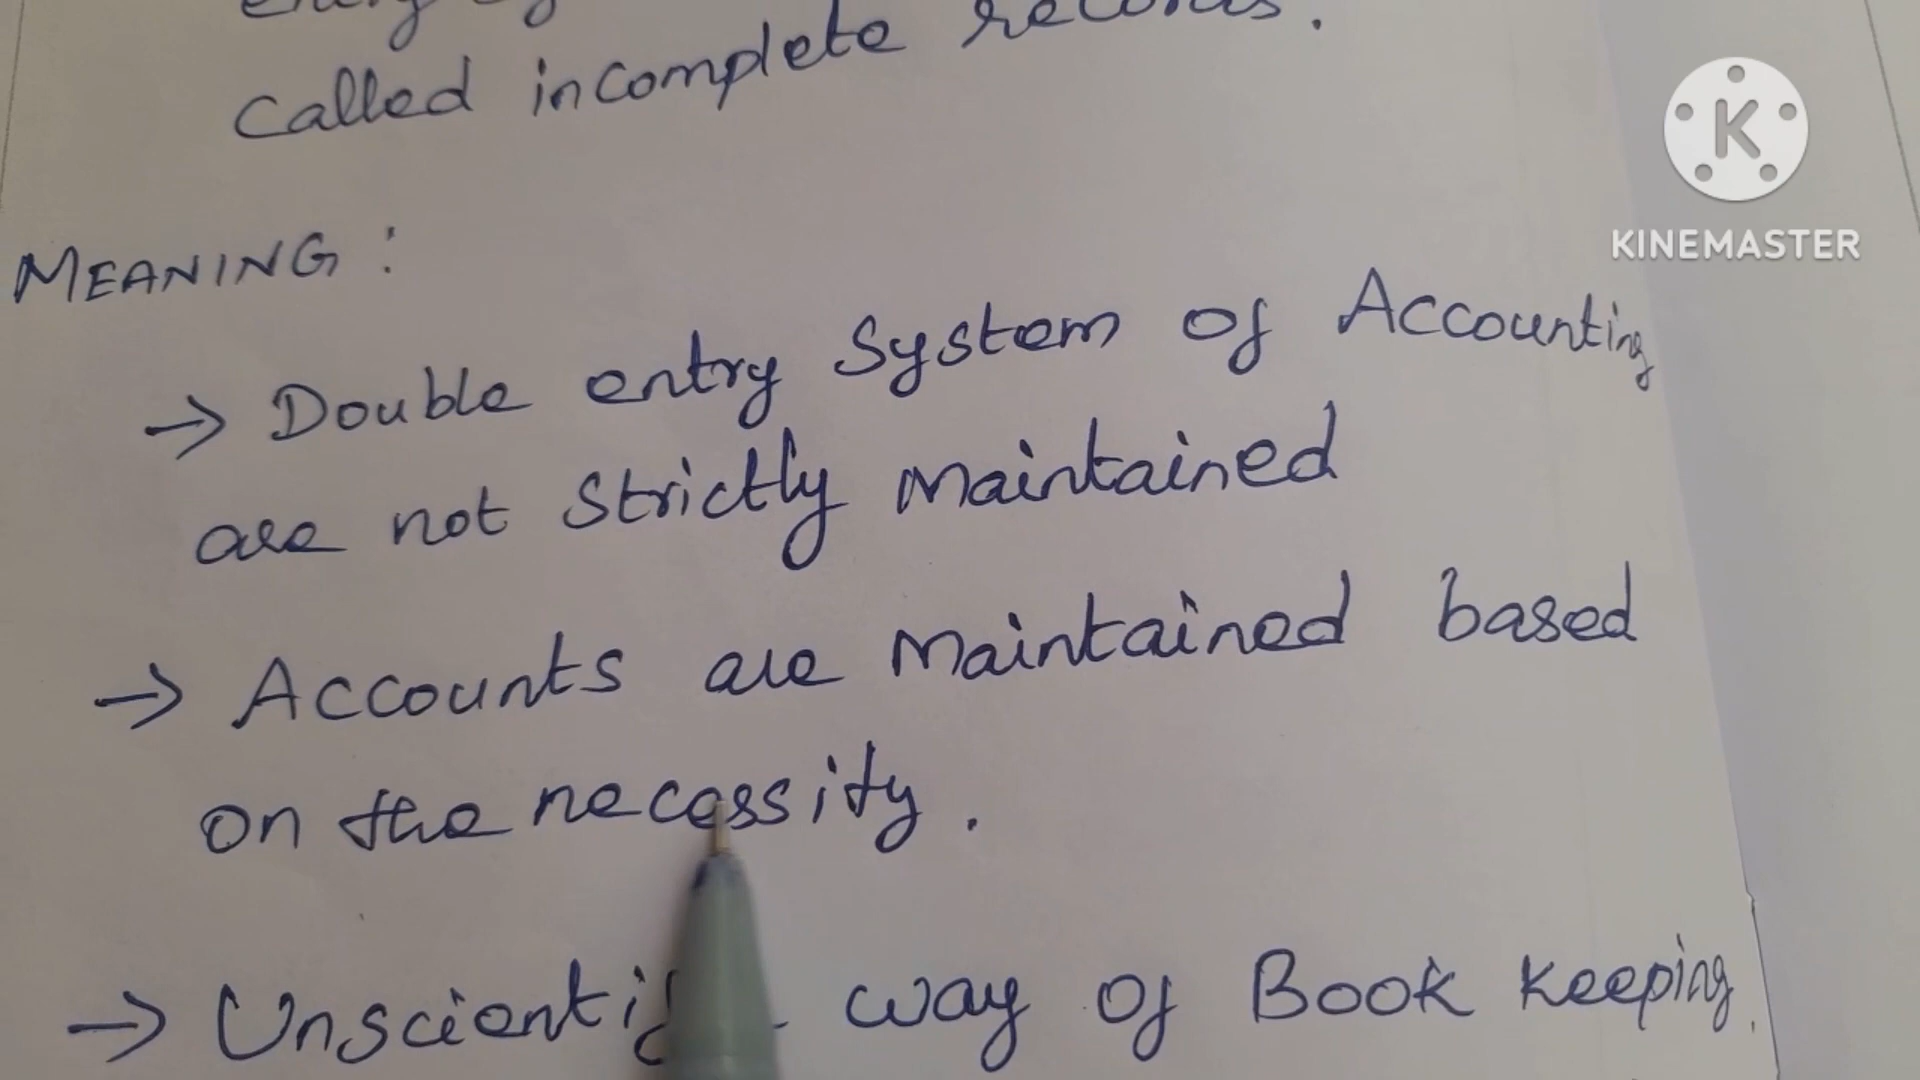 called incomplete records.
MEANING :
→ Double entry System of Accounting
are not strictly maintained
→ Accounts are maintained based
on the necessity.
→ way of Book keeping.
K
KINEMASTER